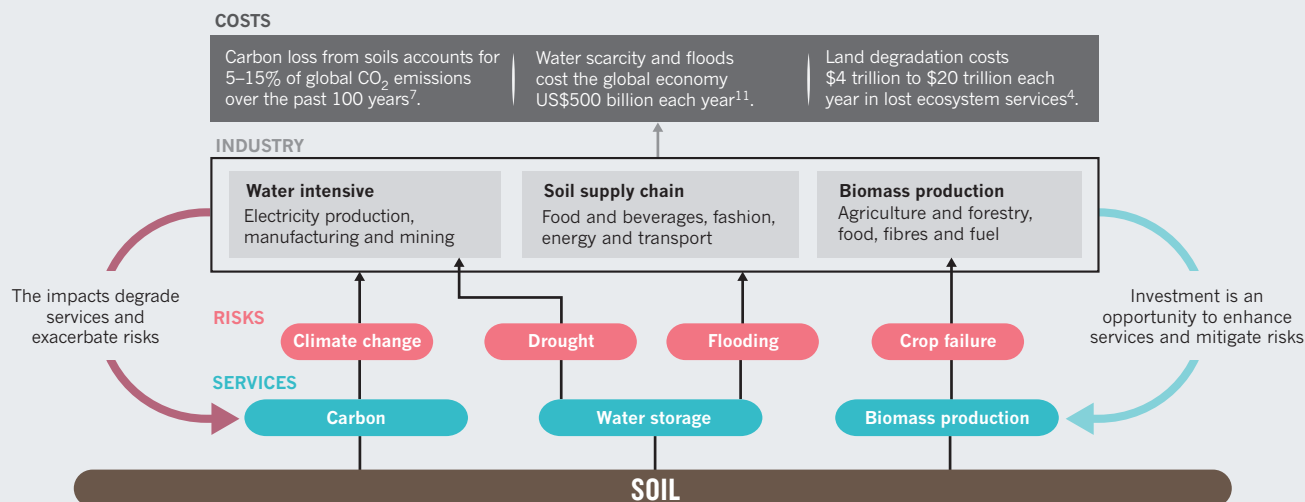 COSTS
Carbon loss from soils accounts for
5–15% of global CO₂ emissions
over the past 100 years⁷.
Water scarcity and floods
cost the global economy
US$500 billion each year¹¹.
Land degradation costs
$4 trillion to $20 trillion each
year in lost ecosystem services⁴.
INDUSTRY
Water intensive
Electricity production,
manufacturing and mining
Soil supply chain
Food and beverages, fashion,
energy and transport
Biomass production
Agriculture and forestry,
food, fibres and fuel
The impacts degrade
services and
exacerbate risks
Investment is an
opportunity to enhance
services and mitigate risks
RISKS
Climate change
Drought
Flooding
Crop failure
SERVICES
Carbon
Water storage
Biomass production
SOIL